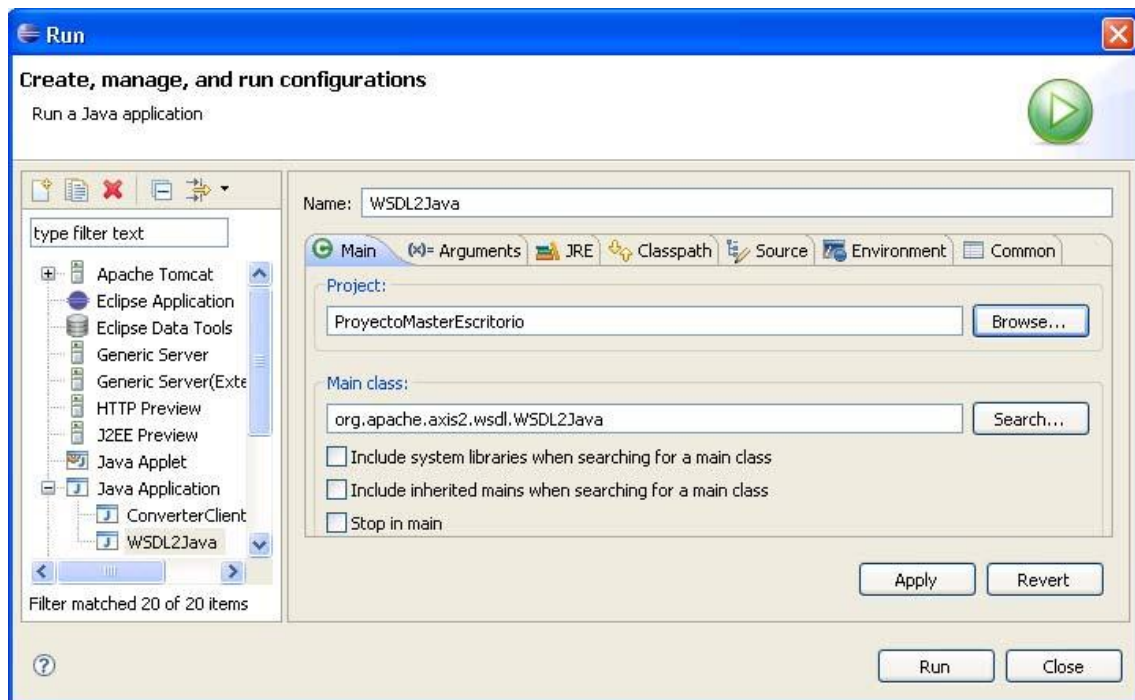 Run
Create, manage, and run configurations
Run a Java application
type filter text
Apache Tomcat
Eclipse Application
Eclipse Data Tools
Generic Server
Generic Server(Exte
HTTP Preview
J2EE Preview
Java Applet
Java Application
ConverterClient
WSDL2Java
Filter matched 20 of 20 items
Name: WSDL2Java
Main (x)= Arguments JRE Classpath Source Environment Common
Project:
ProyectoMasterEscritorio Browse...
Main class:
org.apache.axis2.wsdl.WSDL2Java Search...
Include system libraries when searching for a main class
Include inherited mains when searching for a main class
Stop in main
Apply Revert
Run Close